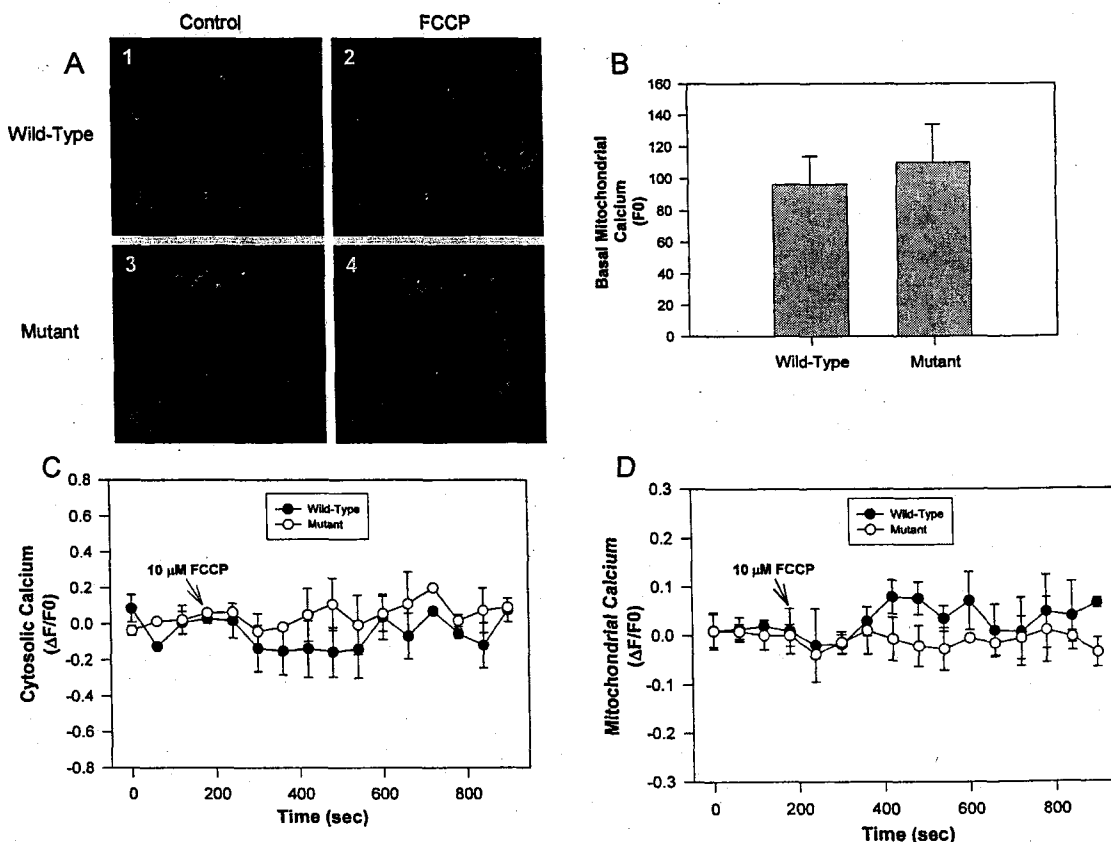 Control FCCP
A
1 2
Wild-Type
3 4
Mutant
B
160
140
120
100
80
60
40
20
0
Basal Mitochondrial
Calcium
(F0)
Wild-Type Mutant
C
0.8
0.6
0.4
0.2
0.0
-0.2
-0.4
-0.6
-0.8
Cytosolic Calcium
(ΔF/F0)
Wild-Type
Mutant
10 μM FCCP
0 200 400 600 800
Time (sec)
D
0.3
0.2
0.1
0.0
-0.1
-0.2
-0.3
Mitochondrial Calcium
(ΔF/F0)
Wild-Type
Mutant
10 μM FCCP
0 200 400 600 800
Time (sec)